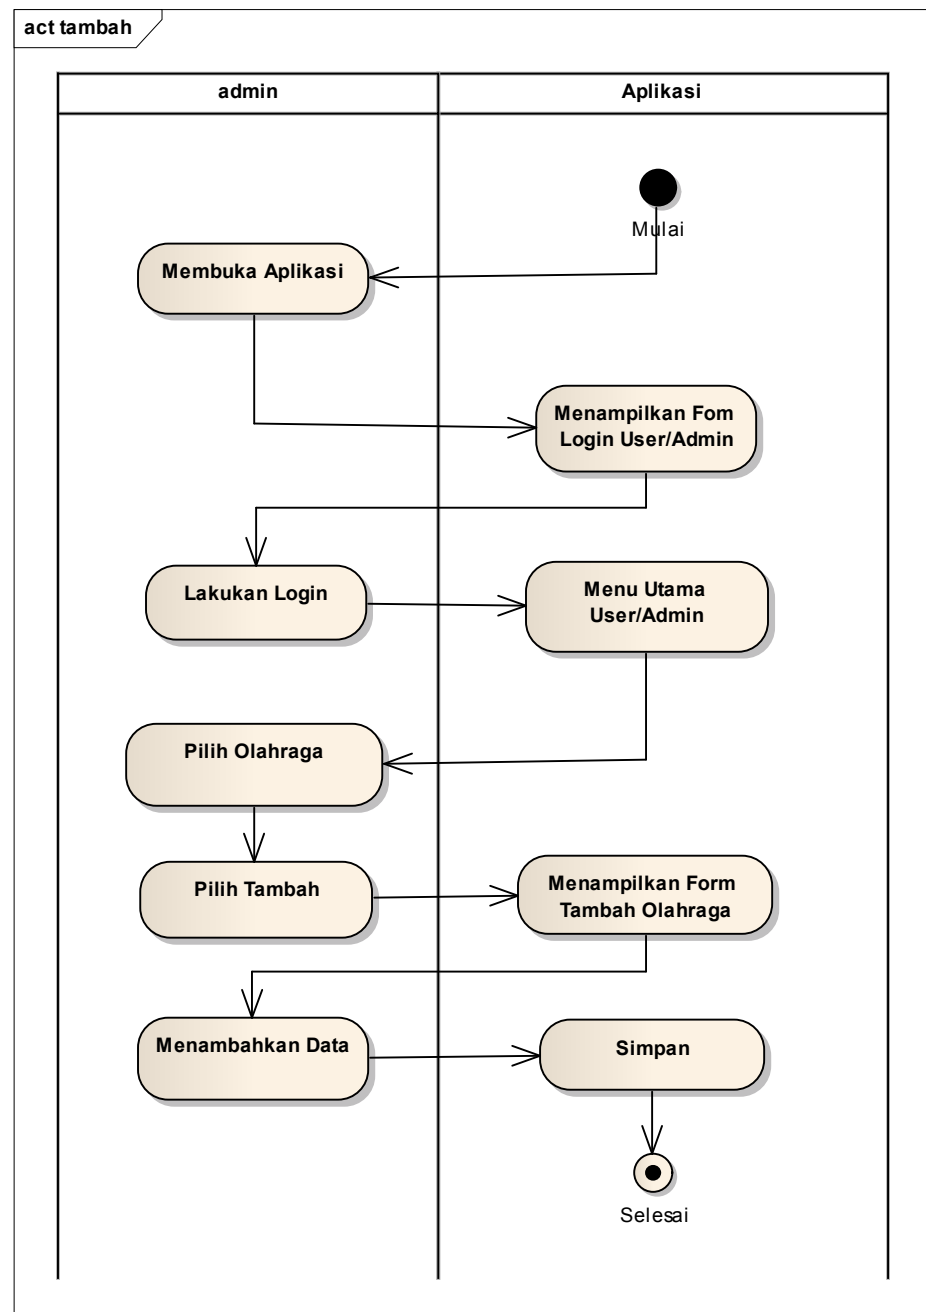 act tambah
admin
Aplikasi
Mulai
Membuka Aplikasi
Menampilkan Fom
Login User/Admin
Lakukan Login
Menu Utama
User/Admin
Pilih Olahraga
Pilih Tambah
Menampilkan Form
Tambah Olahraga
Menambahkan Data
Simpan
Selesai